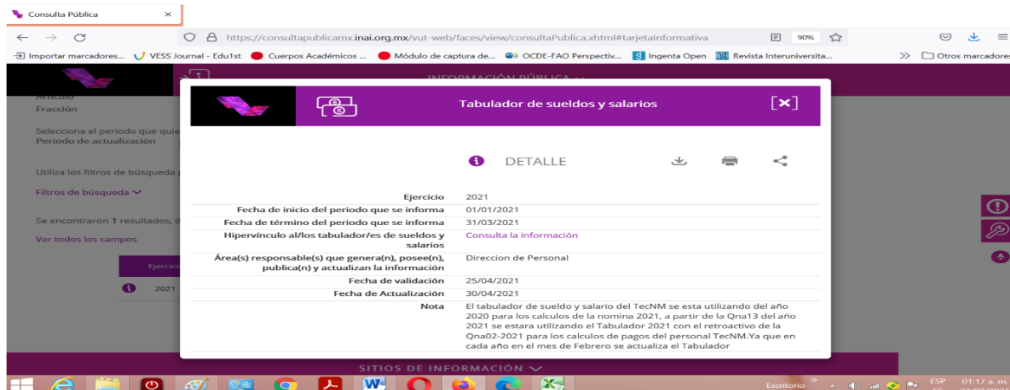 Consulta Pública
https://consultapublicamx.inai.org.mx/vut-web/faces/view/consultaPublica.xhtml#tarjetaInformativa
90%
Importar marcadores...
VESS Journal - Edu1st
Cuerpos Académicos ...
Módulo de captura de...
OCDE-FAO Perspectiv...
Ingenta Open
Revista Interuniversita...
Otros marcadores
INFORMACIÓN PÚBLICA
Artículo
Fracción
Selecciona el periodo que quie
Periodo de actualización
Utiliza los filtros de búsqueda
Filtros de búsqueda
Se encontraron 1 resultados, d
Ver todos los campos
Ejercicio
2021
Tabulador de sueldos y salarios
[×]
DETALLE
Ejercicio 2021
Fecha de inicio del periodo que se informa 01/01/2021
Fecha de término del periodo que se informa 31/03/2021
Hipervínculo al/los tabulador/es de sueldos y Consulta la información
salarios
Área(s) responsable(s) que genera(n), posee(n), Direccion de Personal
publica(n) y actualizan la información
Fecha de validación 25/04/2021
Fecha de Actualización 30/04/2021
Nota El tabulador de sueldo y salario del TecNM se esta utilizando del año
2020 para los calculos de la nomina 2021, a partir de la Qna13 del año
2021 se estara utilizando el Tabulador 2021 con el retroactivo de la
Qna02-2021 para los calculos de pagos del personal TecNM.Ya que en
cada año en el mes de Febrero se actualiza el Tabulador
SITIOS DE INFORMACIÓN
Escritorio
ESP
01:17 a. m.